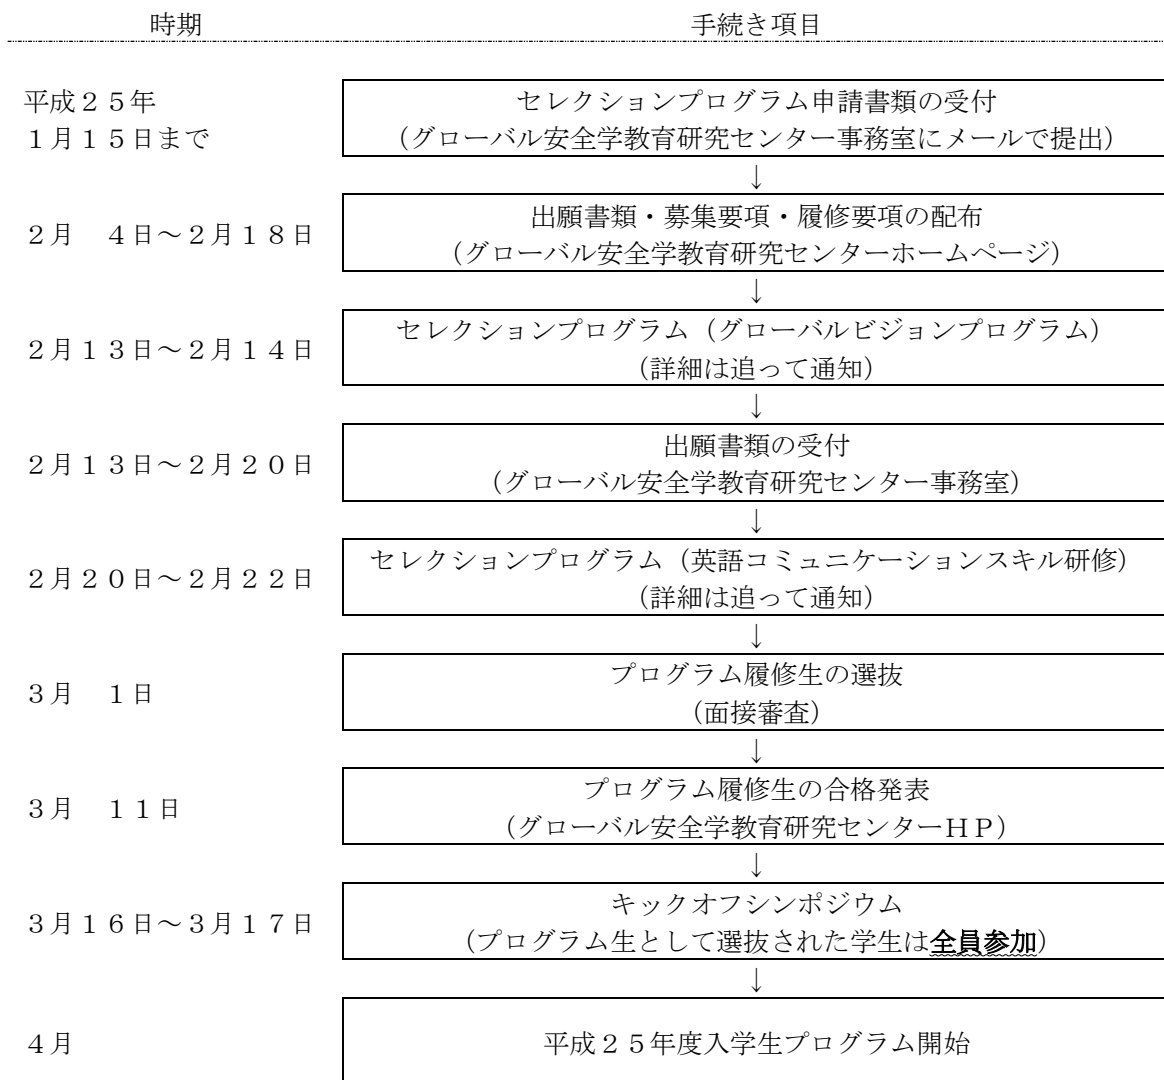 時期　手続き項目
平成２５年
１月１５日まで
セレクションプログラム申請書類の受付
（グローバル安全学教育研究センター事務室にメールで提出）
↓
２月　４日～２月１８日
出願書類・募集要項・履修要項の配布
（グローバル安全学教育研究センターホームページ）
↓
２月１３日～２月１４日
セレクションプログラム（グローバルビジョンプログラム）
（詳細は追って通知）
↓
２月１３日～２月２０日
出願書類の受付
（グローバル安全学教育研究センター事務室）
↓
２月２０日～２月２２日
セレクションプログラム（英語コミュニケーションスキル研修）
（詳細は追って通知）
↓
３月　１日
プログラム履修生の選抜
（面接審査）
↓
３月　１１日
プログラム履修生の合格発表
（グローバル安全学教育研究センターＨＰ）
↓
３月１６日～３月１７日
キックオフシンポジウム
（プログラム生として選抜された学生は全員参加）
↓
４月
平成２５年度入学生プログラム開始